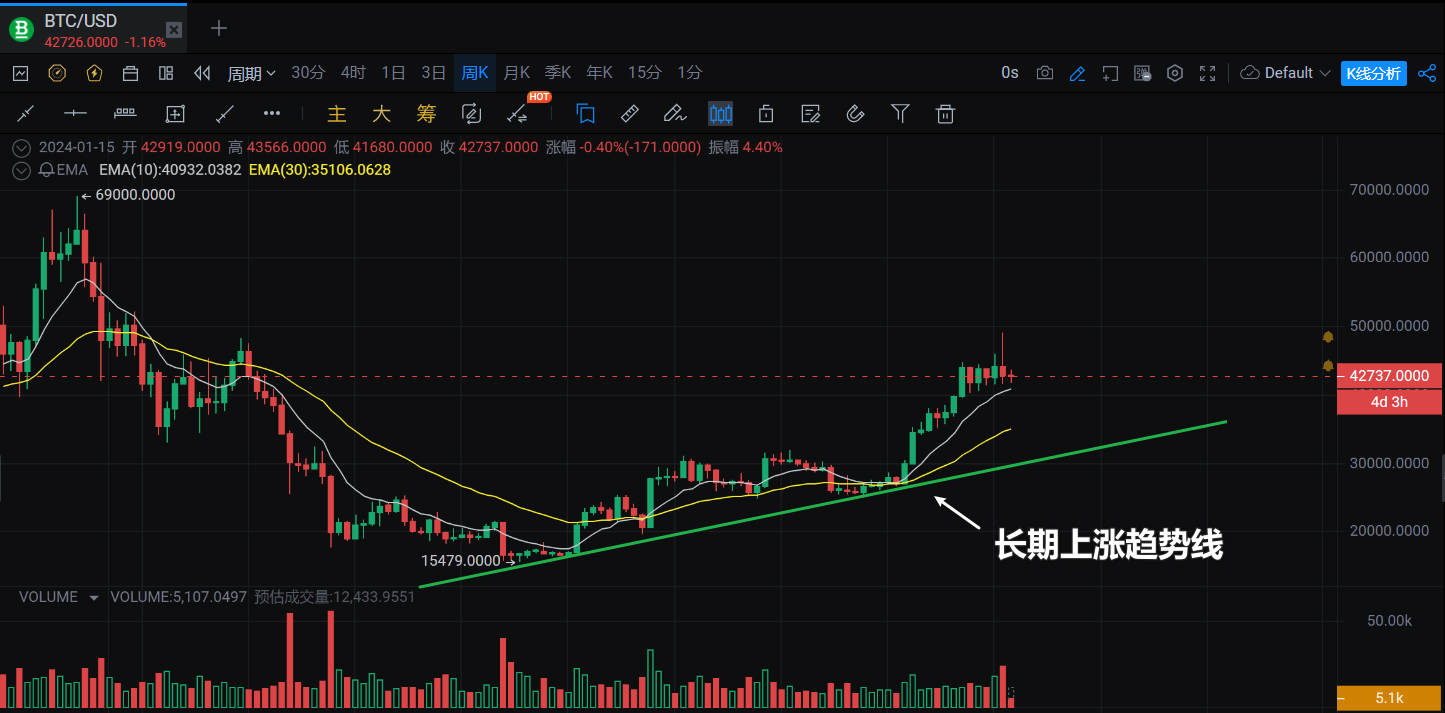 BTC/USD
42726.0000 -1.16%
周期 30分 4时 1日 3日 周K 月K 季K 年K 15分 1分 0s Default K线分析
主 大 筹 HOT
2024-01-15 开 42919.0000 高 43566.0000 低 41680.0000 收 42737.0000 涨幅 -0.40%(-171.0000) 振幅 4.40%
EMA EMA(10):40932.0382 EMA(30):35106.0628
69000.0000
70000.0000
60000.0000
50000.0000
42737.0000
4d 3h
30000.0000
20000.0000
长期上涨趋势线
15479.0000
VOLUME VOLUME:5,107.0497 预估成交量:12,433.9551
50.00k
5.1k